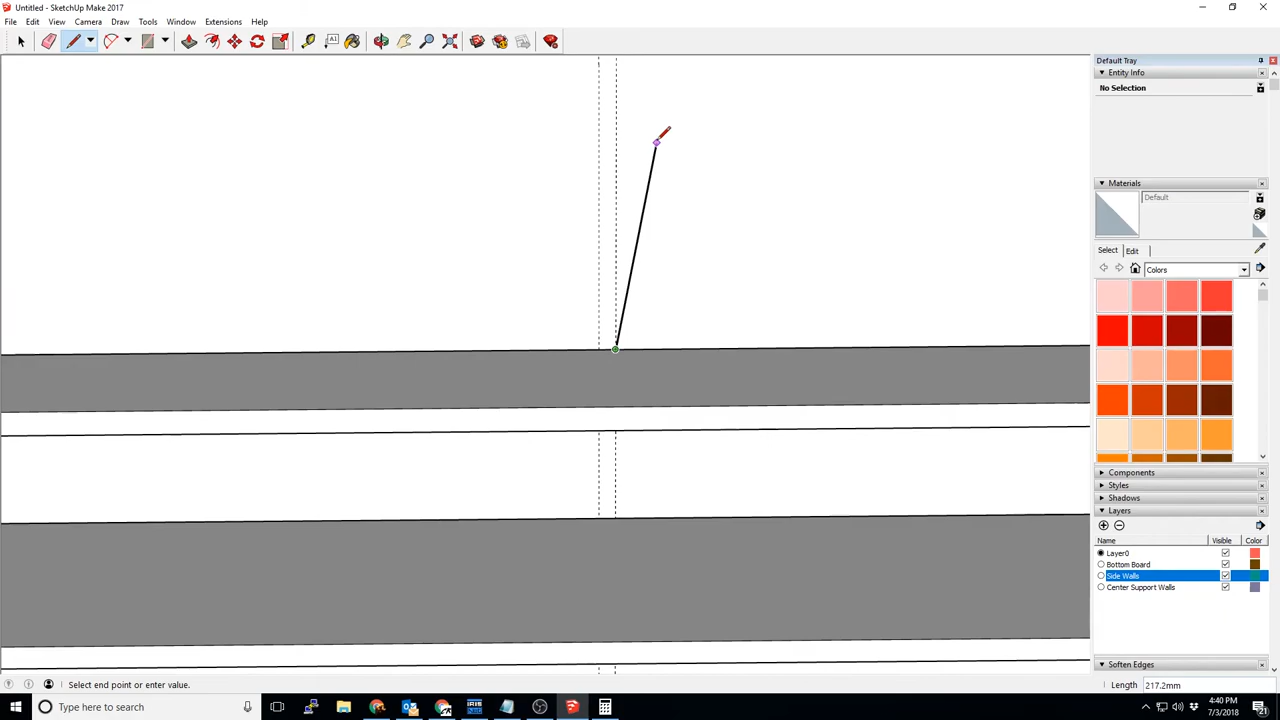 Untitled - SketchUp Make 2017
File Edit View Camera Draw Tools Window Extensions Help
Default Tray
Entity Info
No Selection
Materials
Default
Select Edit
Colors
Components
Styles
Shadows
Layers
Name Visible Color
Layer0
Bottom Board
Side Walls
Center Support Walls
Soften Edges
Select end point or enter value.
Length 217.2mm
Type here to search
4:40 PM
7/3/2018
21